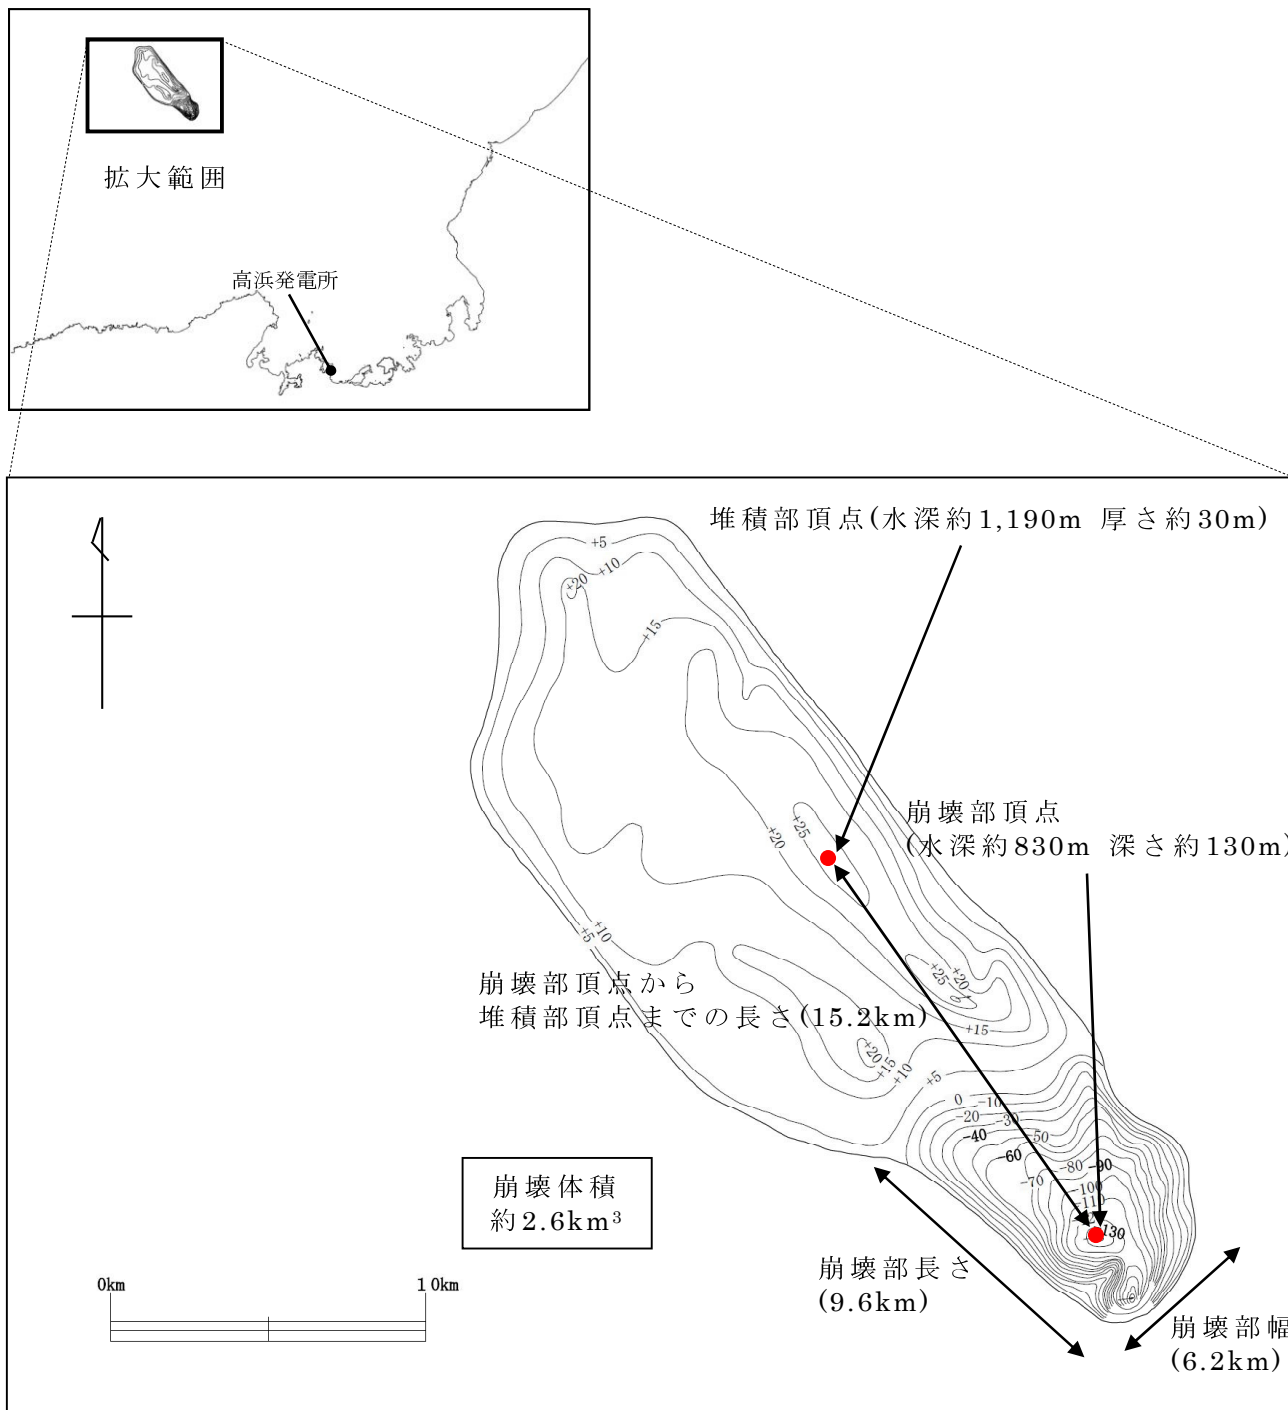 拡大範囲
高浜発電所
堆積部頂点(水深約1,190m 厚さ約30m)
+5
+10
+20
+15
崩壊部頂点
(水深約830m 深さ約130m)
+25
+20
+5
+10
+20
+25
崩壊部頂点から
堆積部頂点までの長さ(15.2km)
+15
+20
+15
+10
+5
0
-10
-20
-30
-40
-50
-60
-70
-80
-90
-100
-110
-130
崩壊体積
約2.6km³
崩壊部長さ
(9.6km)
0km
10km
崩壊部幅
(6.2km)